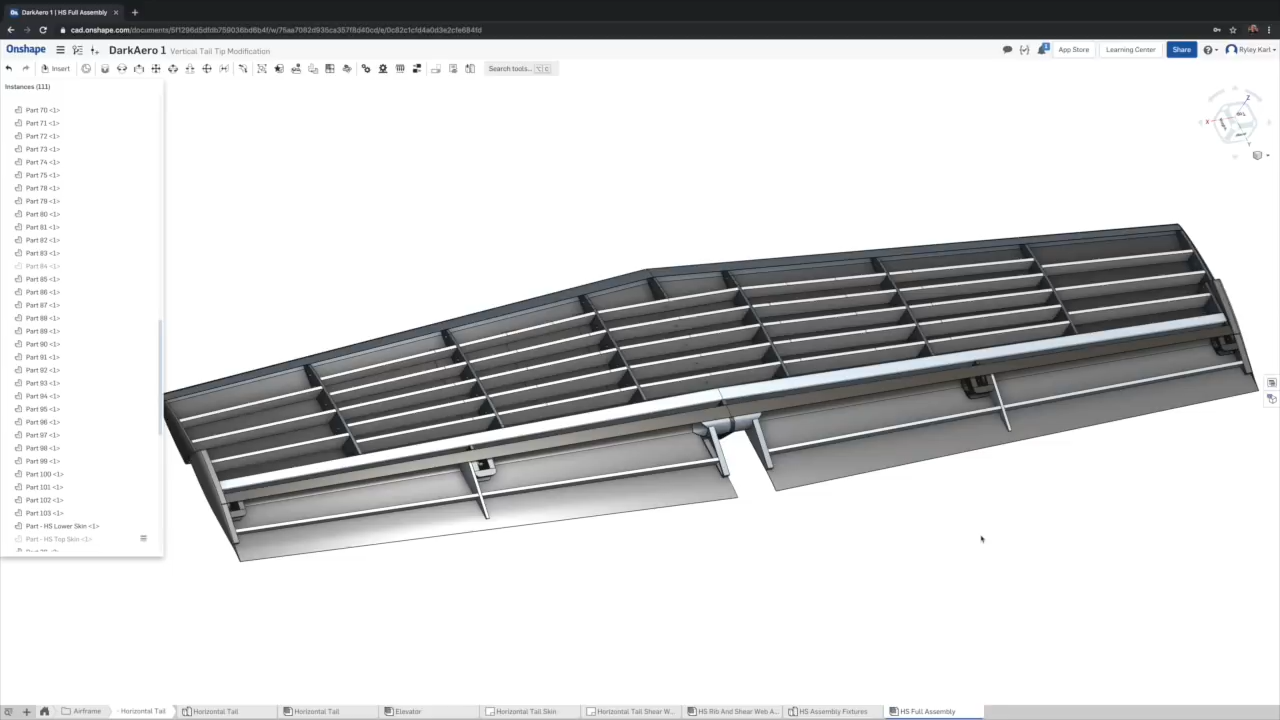 DarkAero 1 | HS Full Assembly
cad.onshape.com
Onshape
DarkAero 1 Vertical Tail Tip Modification
App Store
Learning Center
Share
Ryley Karl
Insert
Search tools...
Instances (111)
Part 70 <1>
Part 71 <1>
Part 72 <1>
Part 73 <1>
Part 74 <1>
Part 75 <1>
Part 78 <1>
Part 79 <1>
Part 80 <1>
Part 81 <1>
Part 82 <1>
Part 83 <1>
Part 84 <1>
Part 85 <1>
Part 86 <1>
Part 87 <1>
Part 88 <1>
Part 89 <1>
Part 90 <1>
Part 91 <1>
Part 92 <1>
Part 93 <1>
Part 94 <1>
Part 95 <1>
Part 96 <1>
Part 97 <1>
Part 98 <1>
Part 99 <1>
Part 100 <1>
Part 101 <1>
Part 102 <1>
Part 103 <1>
Part - HS Lower Skin <1>
Part - HS Top Skin <1>
Z
X
Y
Airframe
Horizontal Tail
Horizontal Tail
Horizontal Tail
Elevator
Horizontal Tail Skin
Horizontal Tail Shear W...
HS Rib And Shear Web A...
HS Assembly Fixtures
HS Full Assembly